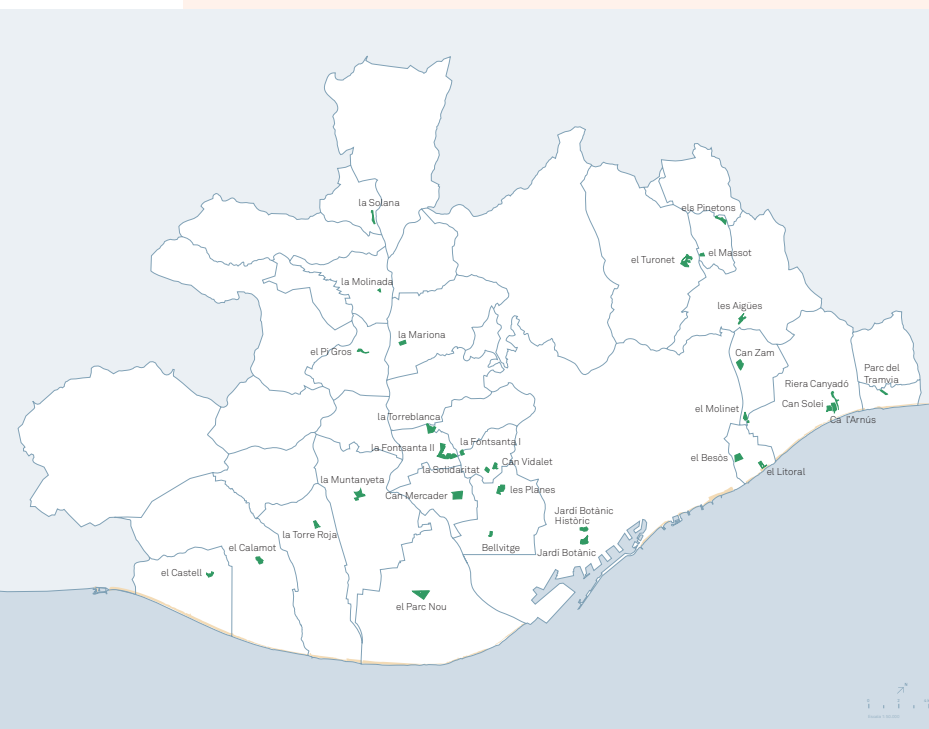 la Solana
els Pinetons
el Turonet
el Massot
la Molinada
les Aigües
la Mariona
el Pi Gros
Can Zam
Parc del
Tramvia
Riera Canyadó
Can Solei
Ca l'Arnús
el Molinet
la Torreblanca
la Fontsanta II
la Fontsanta I
la Solidaritat
Can Vidalet
el Besòs
el Litoral
la Muntanyeta
Can Mercader
les Planes
Jardí Botànic
Històric
la Torre Roja
Bellvitge
Jardí Botànic
el Calamot
el Castell
el Parc Nou